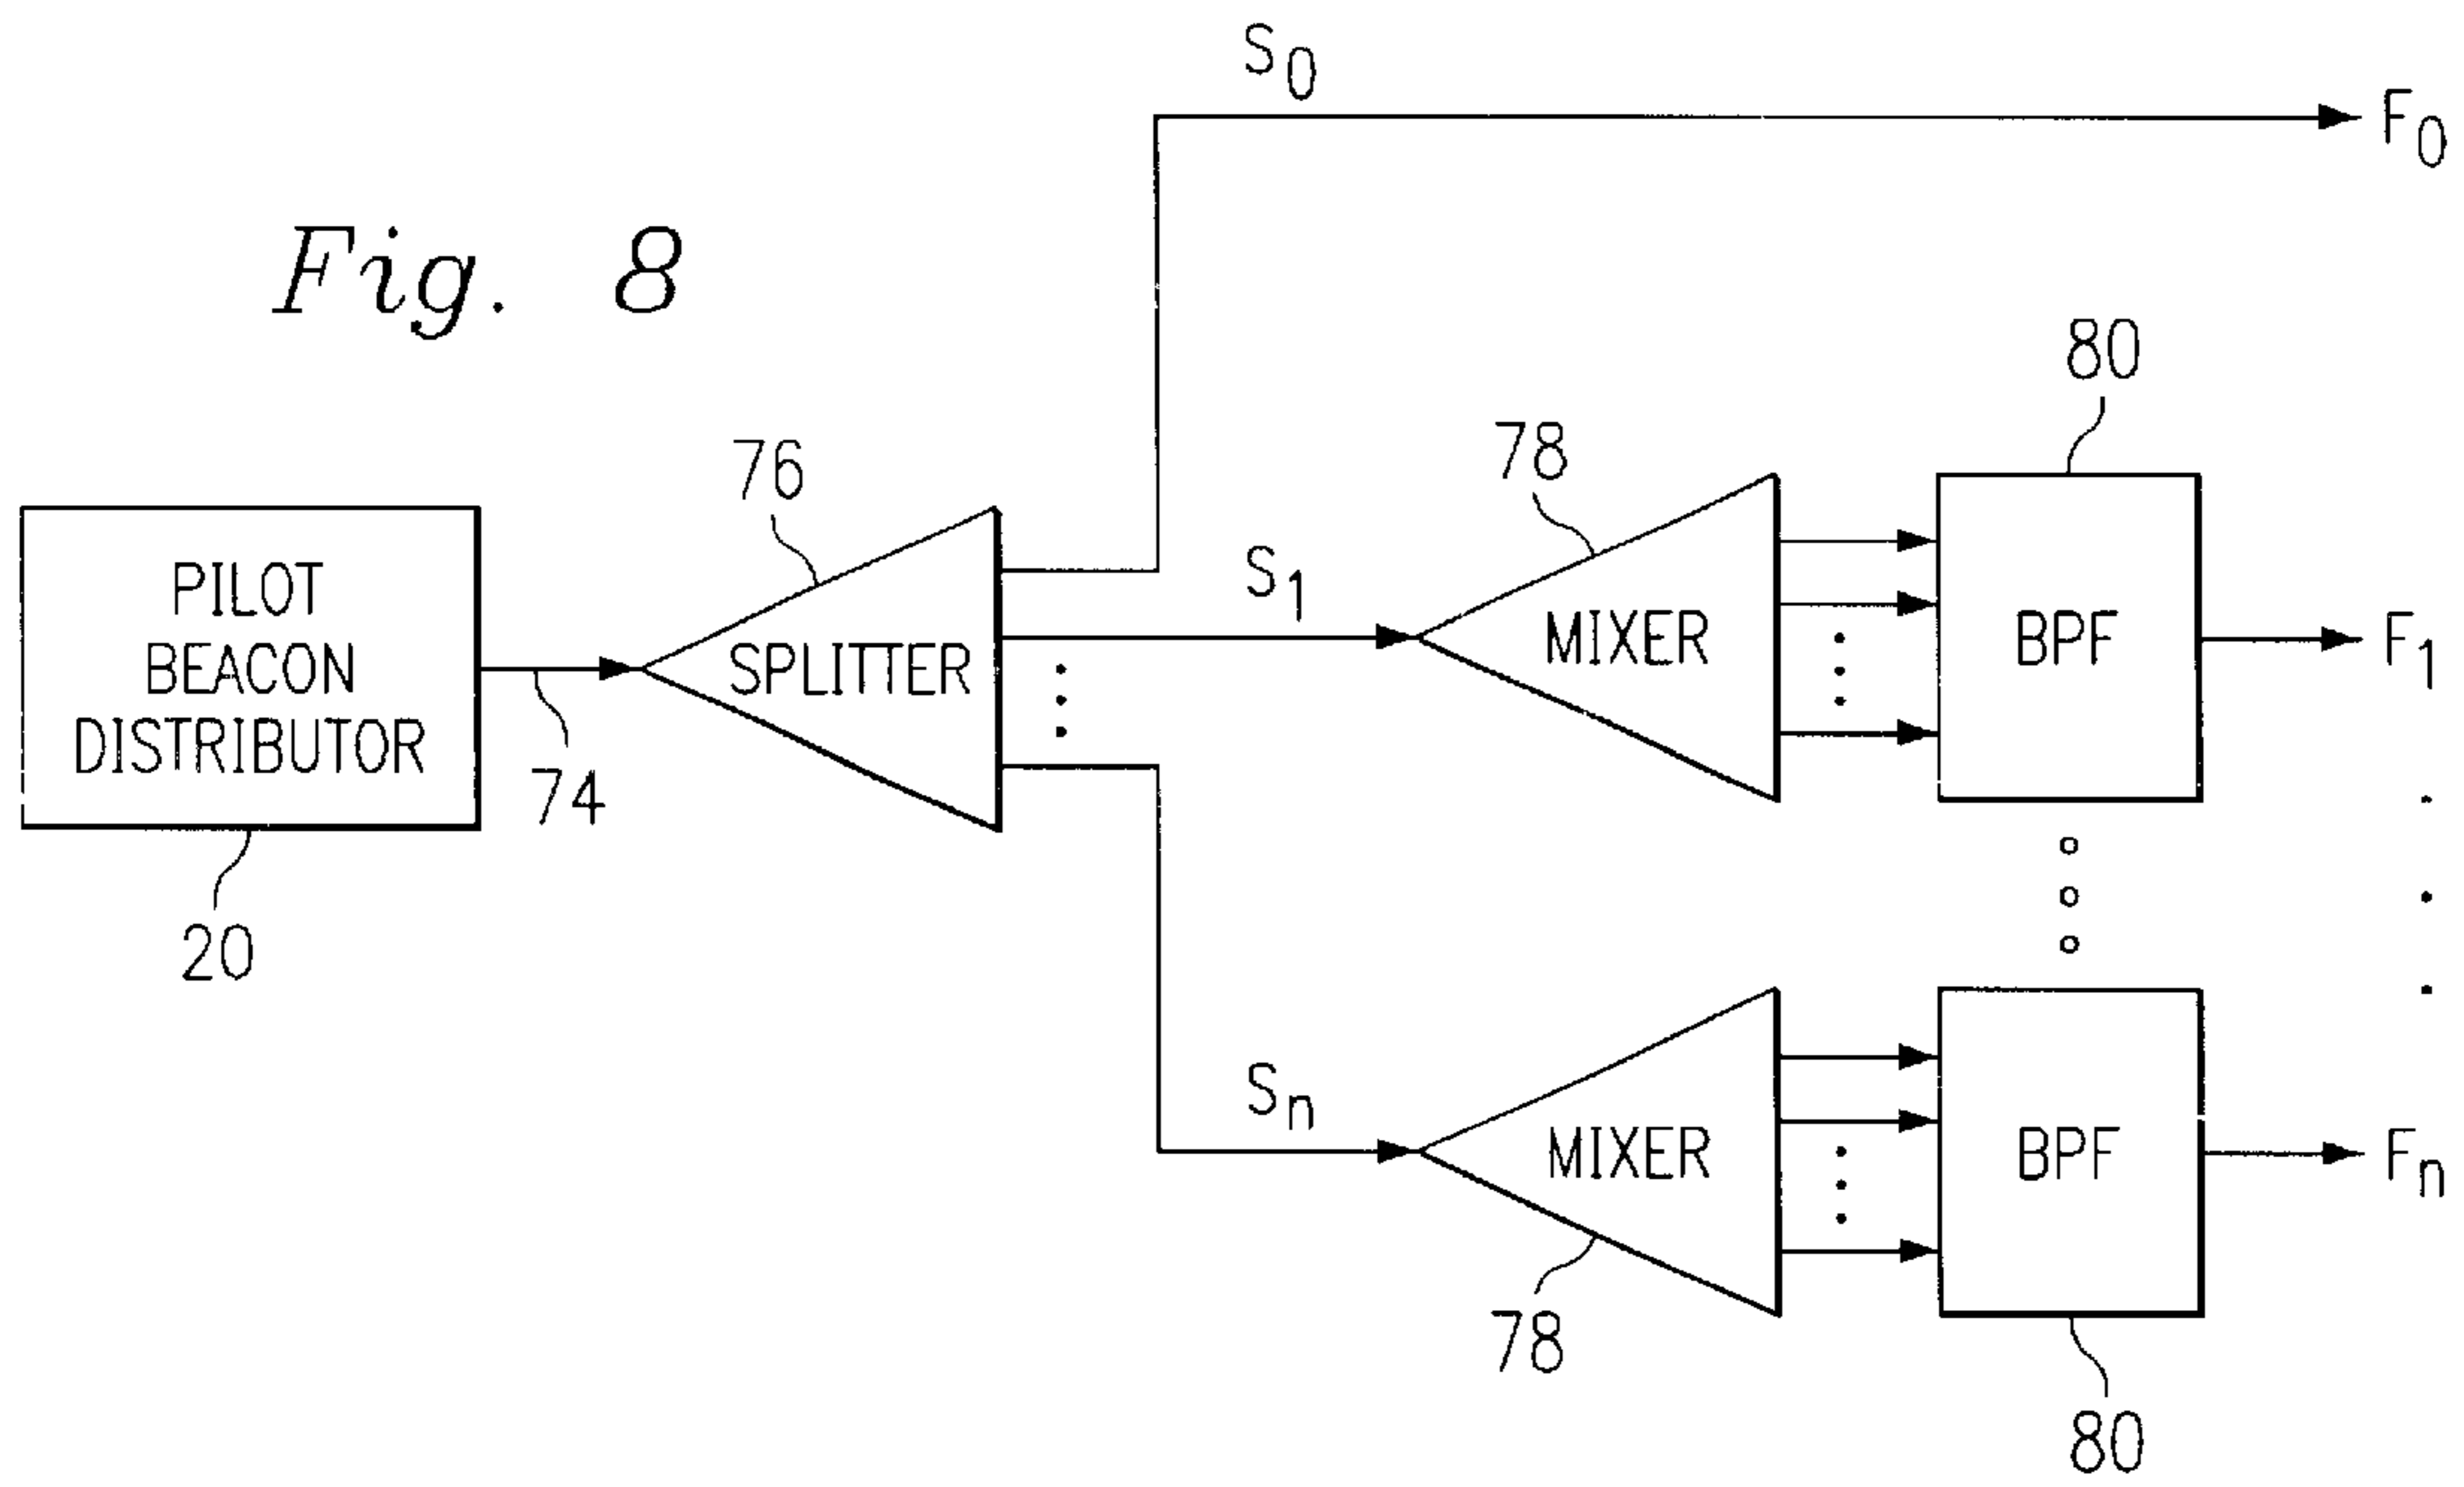 S0
F0
Fig. 8
80
78
76
PILOT
BEACON
DISTRIBUTOR
SPLITTER
S1
MIXER
BPF
F1
74
20
Sn
MIXER
BPF
Fn
78
80